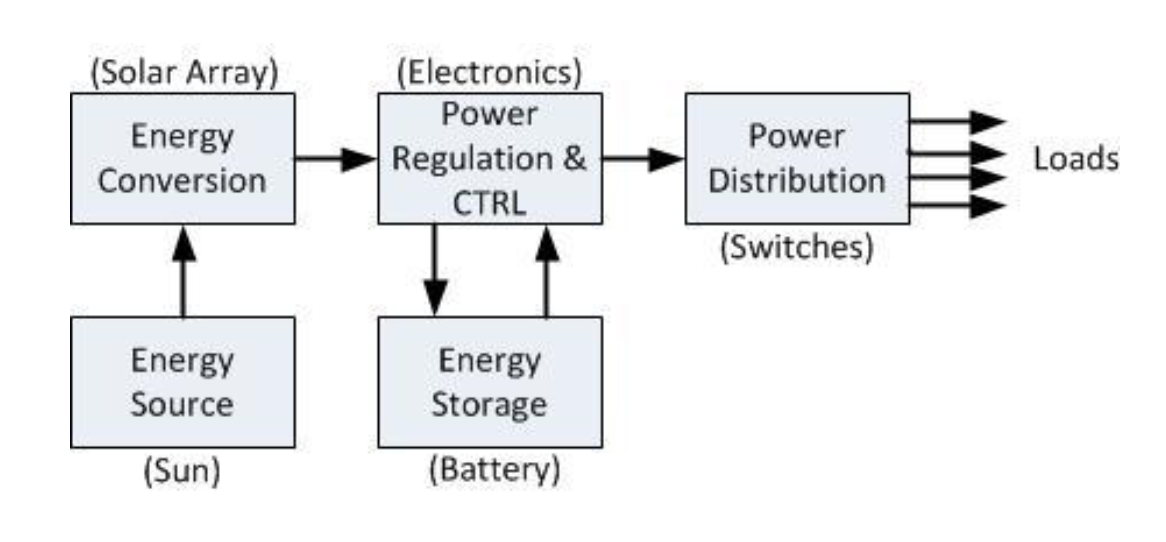 (Solar Array)
Energy
Conversion
(Electronics)
Power
Regulation &
CTRL
Power
Distribution
(Switches)
Loads
Energy
Source
(Sun)
Energy
Storage
(Battery)